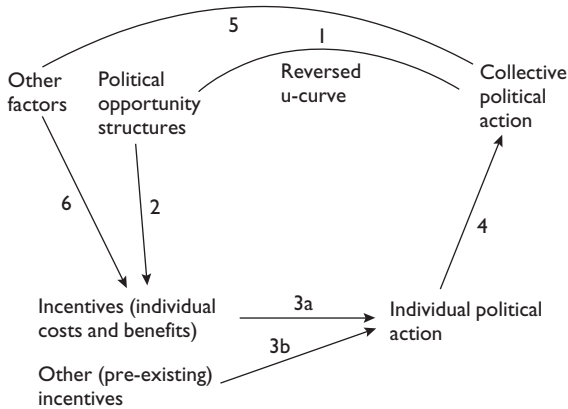 5
1
Other
factors
Political
opportunity
structures
Reversed
u-curve
Collective
political
action
6
2
4
Incentives (individual
costs and benefits)
3a
Individual political
action
3b
Other (pre-existing)
incentives